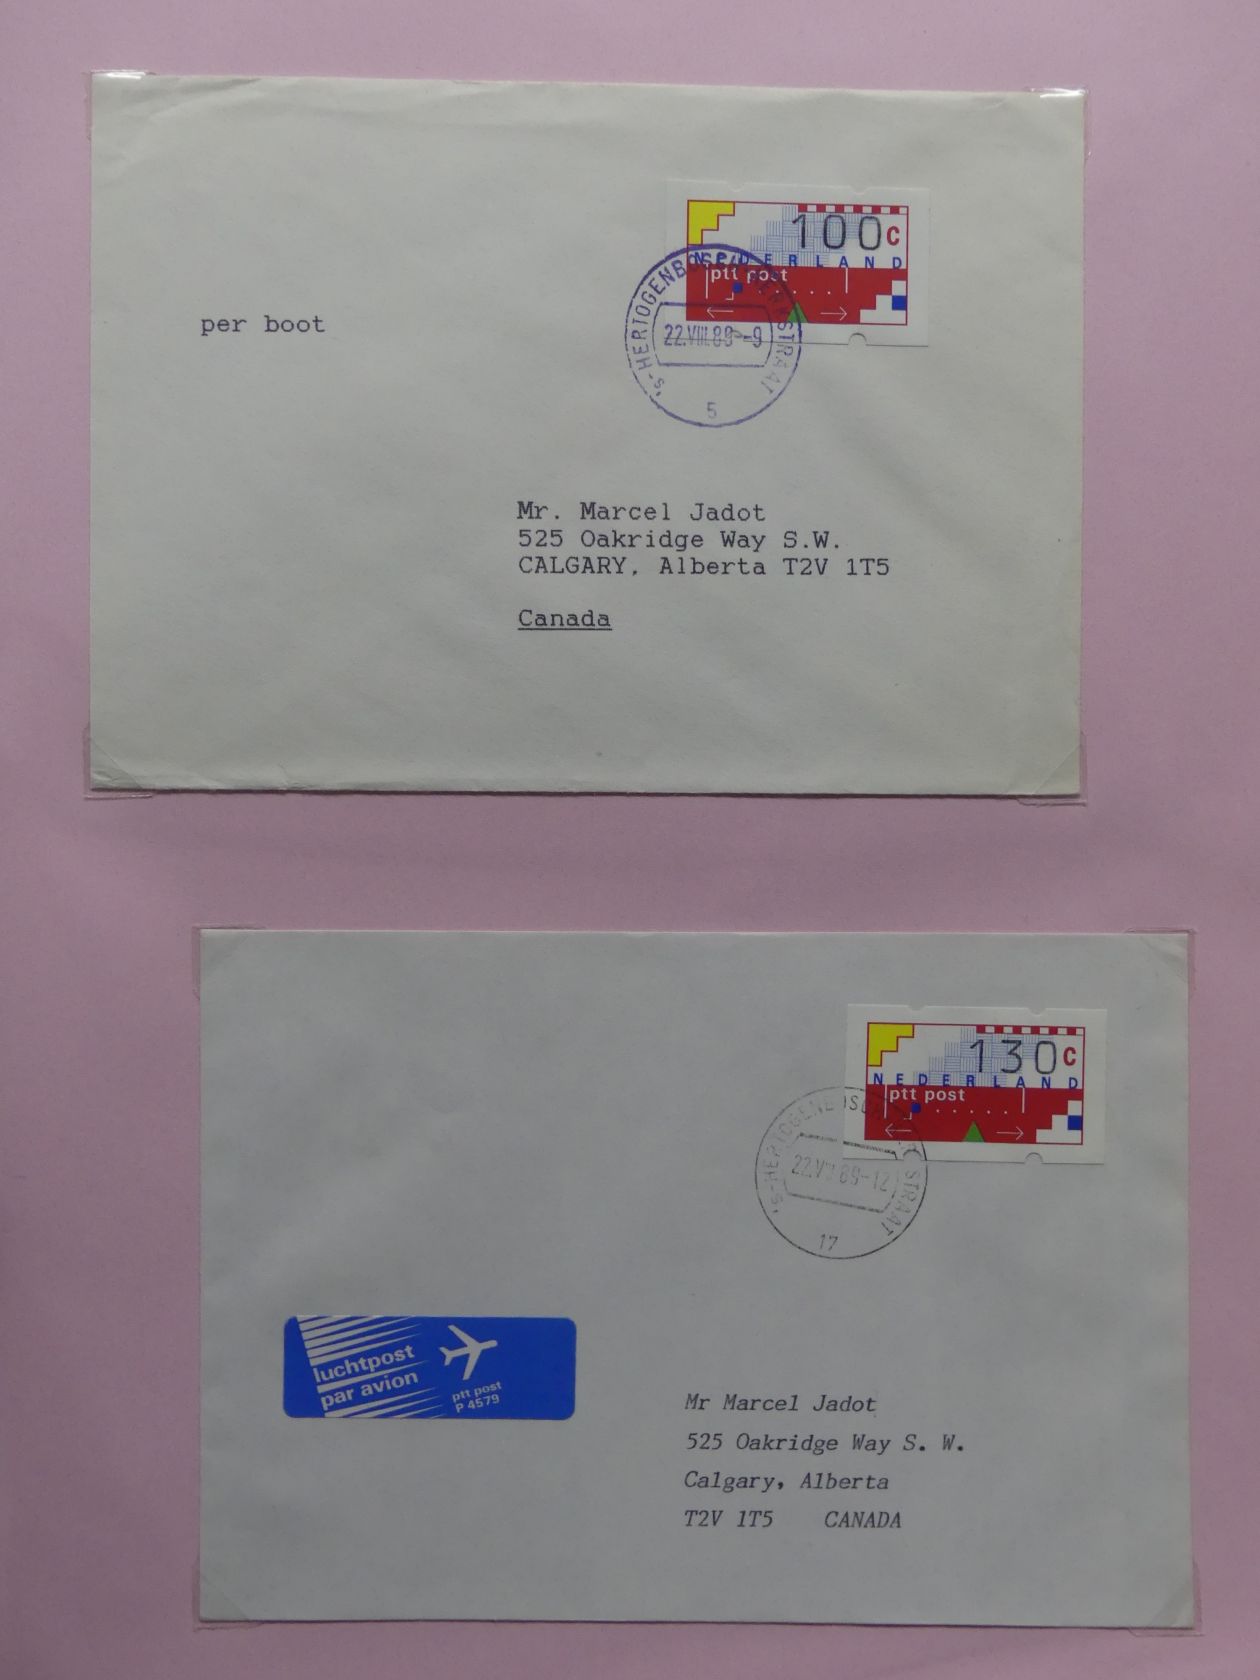 100c
NEDERLAND
ptt post
22.VIII.89-9
5
per boot
Mr. Marcel Jadot
525 Oakridge Way S.W.
CALGARY, Alberta T2V 1T5
Canada
130c
NEDERLAND
ptt post
's-HERTOGENBOSCH
STRAAT
89-12
17
luchtpost
par avion
ptt post
P 4579
Mr Marcel Jadot
525 Oakridge Way S. W.
Calgary, Alberta
T2V 1T5 CANADA